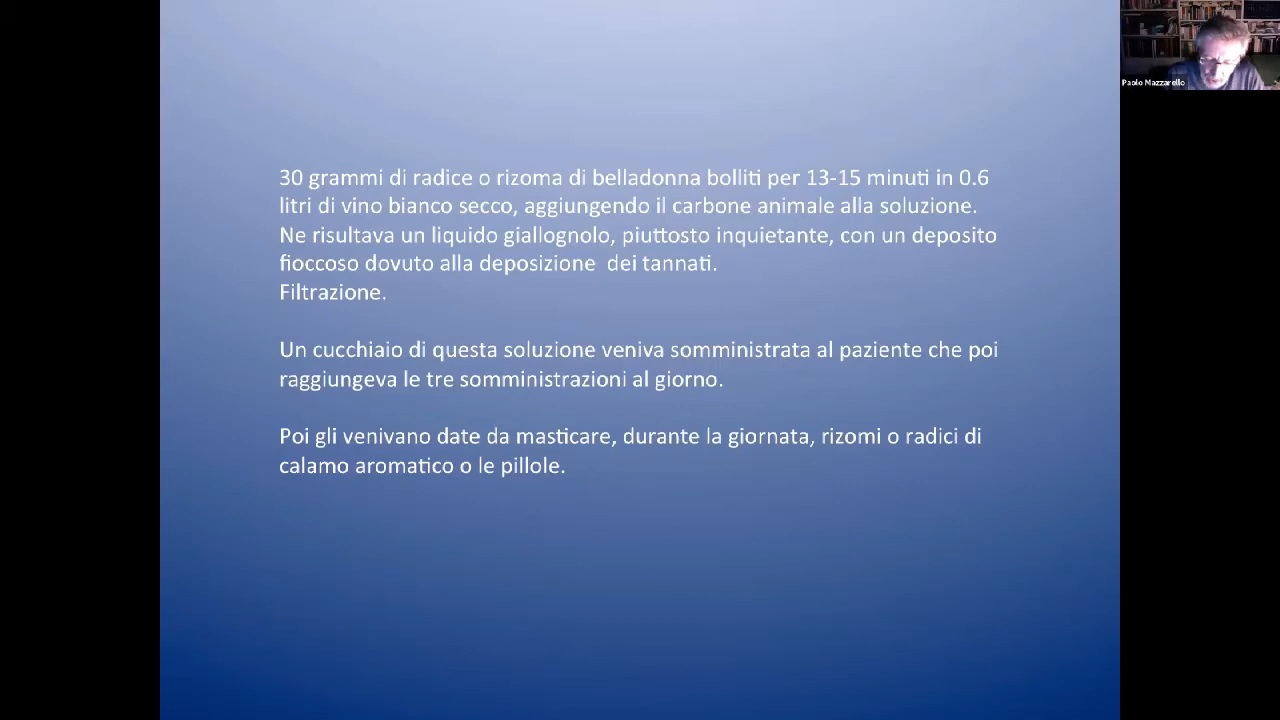 Paolo Mazzarello
30 grammi di radice o rizoma di belladonna bolliti per 13-15 minuti in 0.6
litri di vino bianco secco, aggiungendo il carbone animale alla soluzione.
Ne risultava un liquido giallognolo, piuttosto inquietante, con un deposito
fioccoso dovuto alla deposizione  dei tannati.
Filtrazione.
Un cucchiaio di questa soluzione veniva somministrata al paziente che poi
raggiungeva le tre somministrazioni al giorno.
Poi gli venivano date da masticare, durante la giornata, rizomi o radici di
calamo aromatico o le pillole.